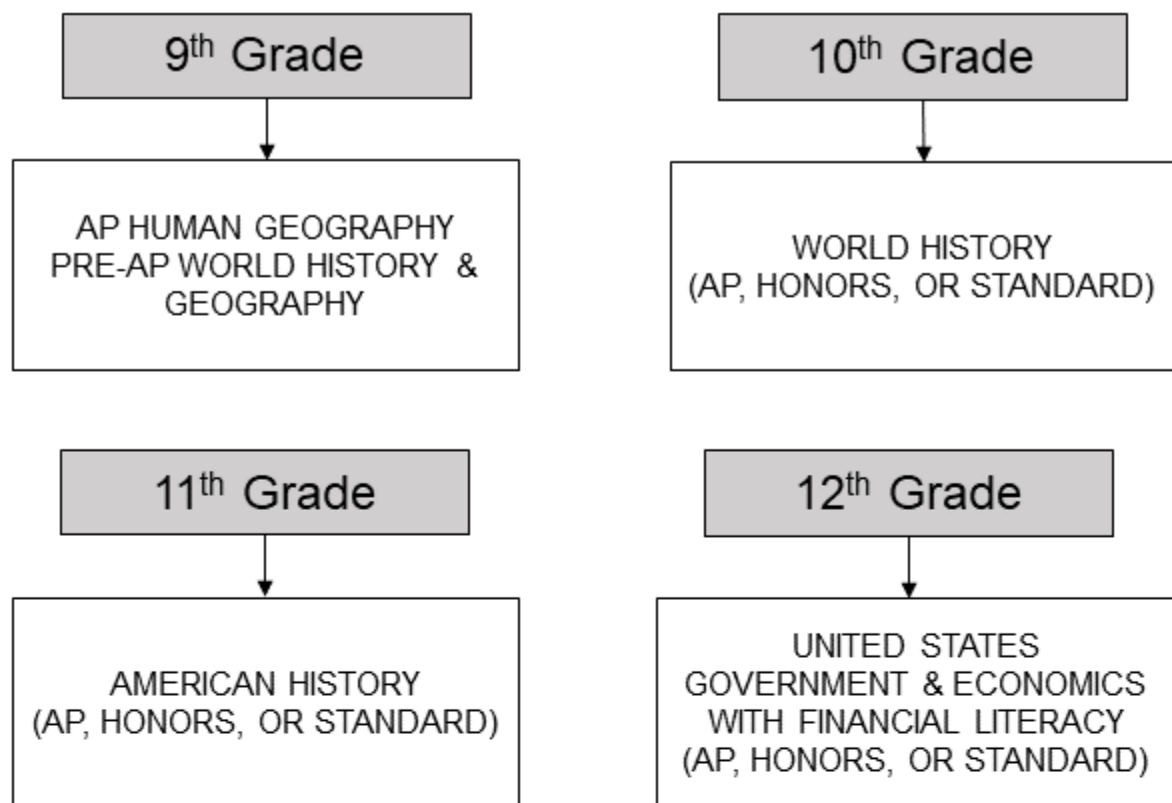 9th Grade
10th Grade
AP HUMAN GEOGRAPHY
PRE-AP WORLD HISTORY &
GEOGRAPHY
WORLD HISTORY
(AP, HONORS, OR STANDARD)
11th Grade
12th Grade
AMERICAN HISTORY
(AP, HONORS, OR STANDARD)
UNITED STATES
GOVERNMENT & ECONOMICS
WITH FINANCIAL LITERACY
(AP, HONORS, OR STANDARD)